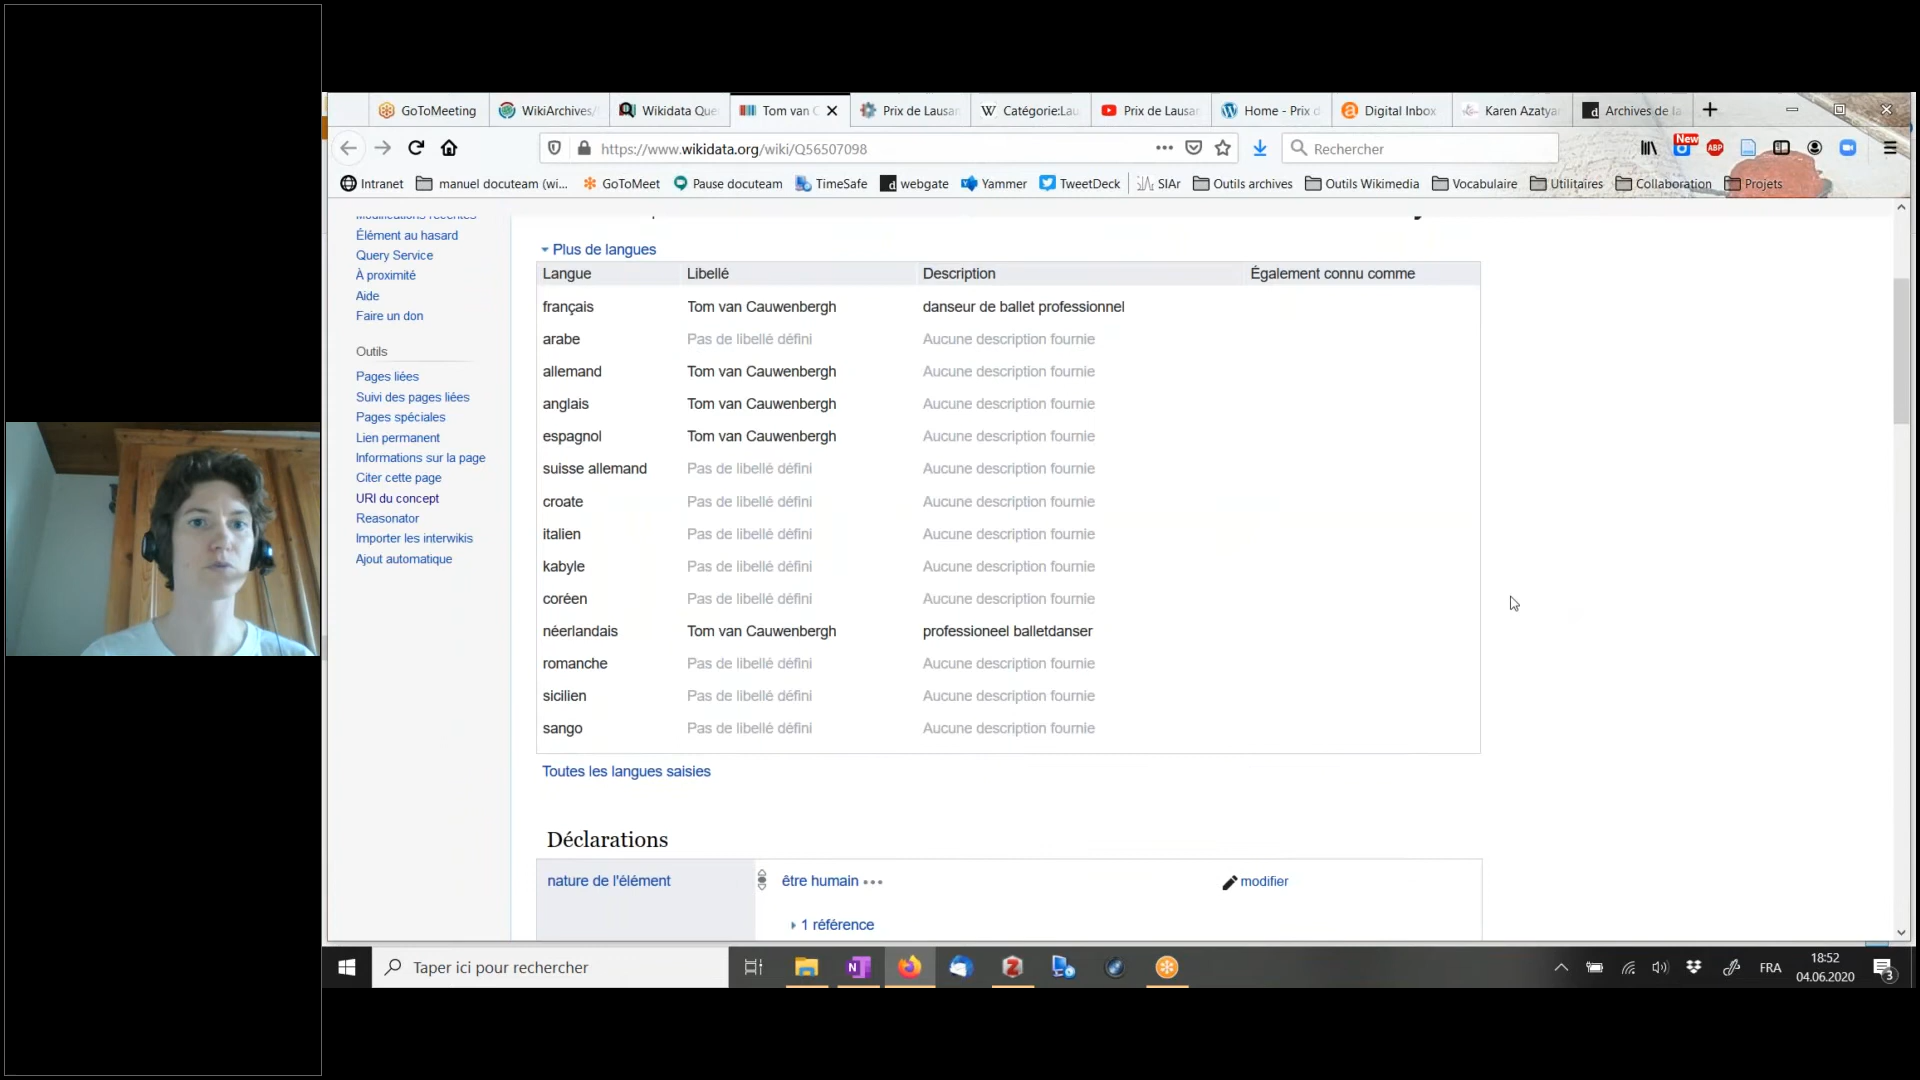 GoToMeeting
WikiArchives/
Wikidata Que
Tom van C
Prix de Lausan
Catégorie:Lau
Prix de Lausan
Home - Prix d
Digital Inbox
Karen Azatyan
Archives de la
https://www.wikidata.org/wiki/Q56507098
Rechercher
New
ABP
Intranet
manuel docuteam (wi...
GoToMeet
Pause docuteam
TimeSafe
webgate
Yammer
TweetDeck
SIAr
Outils archives
Outils Wikimedia
Vocabulaire
Utilitaires
Collaboration
Projets
Modifications récentes
Élément au hasard
Query Service
À proximité
Aide
Faire un don
Outils
Pages liées
Suivi des pages liées
Pages spéciales
Lien permanent
Informations sur la page
Citer cette page
URI du concept
Reasonator
Importer les interwikis
Ajout automatique
Plus de langues
Langue Libellé Description Également connu comme
français Tom van Cauwenbergh danseur de ballet professionnel
arabe Pas de libellé défini Aucune description fournie
allemand Tom van Cauwenbergh Aucune description fournie
anglais Tom van Cauwenbergh Aucune description fournie
espagnol Tom van Cauwenbergh Aucune description fournie
suisse allemand Pas de libellé défini Aucune description fournie
croate Pas de libellé défini Aucune description fournie
italien Pas de libellé défini Aucune description fournie
kabyle Pas de libellé défini Aucune description fournie
coréen Pas de libellé défini Aucune description fournie
néerlandais Tom van Cauwenbergh professioneel balletdanser
romanche Pas de libellé défini Aucune description fournie
sicilien Pas de libellé défini Aucune description fournie
sango Pas de libellé défini Aucune description fournie
Toutes les langues saisies
Déclarations
nature de l'élément être humain modifier
1 référence
Taper ici pour rechercher
FRA
18:52
04.06.2020
3